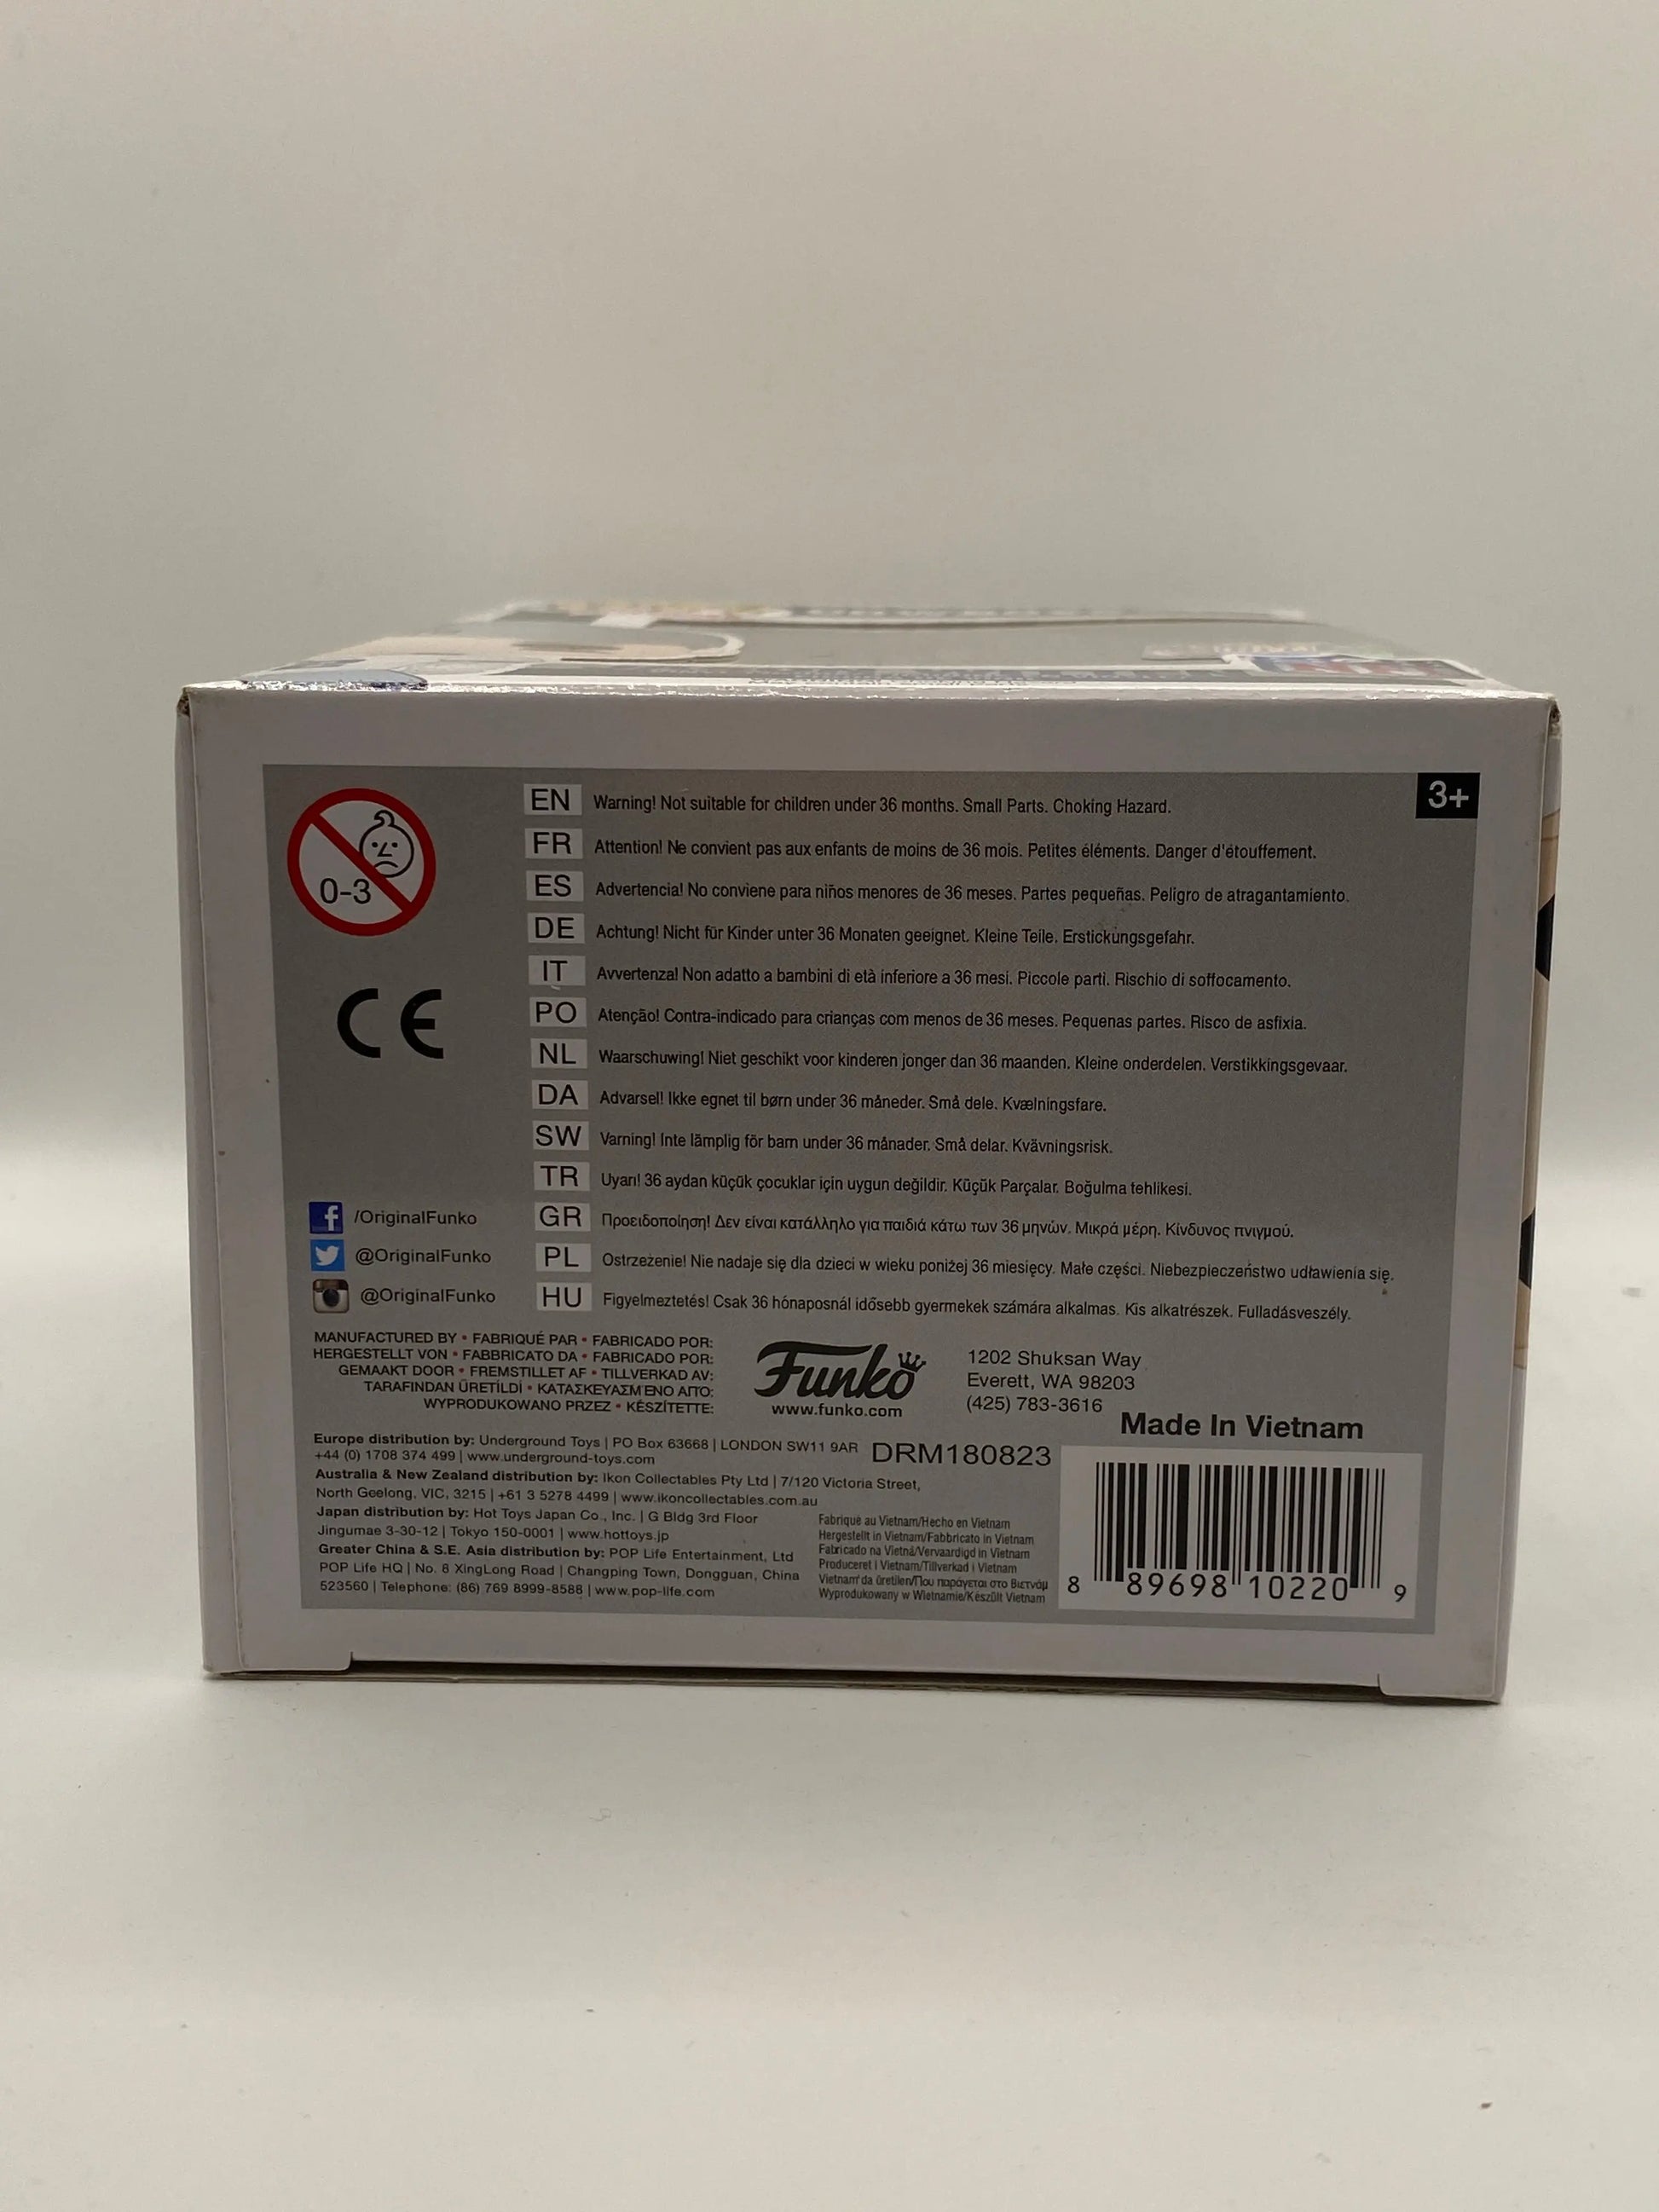 3+
0-3
EN Warning! Not suitable for children under 36 months. Small Parts. Choking Hazard.
FR Attention! Ne convient pas aux enfants de moins de 36 mois. Petites éléments. Danger d'étouffement.
ES Advertencia! No conviene para niños menores de 36 meses. Partes pequeñas. Peligro de atragantamiento.
DE Achtung! Nicht für Kinder unter 36 Monaten geeignet. Kleine Teile. Erstickungsgefahr.
IT Avvertenza! Non adatto a bambini di età inferiore a 36 mesi. Piccole parti. Rischio di soffocamento.
PO Atenção! Contra-indicado para crianças com menos de 36 meses. Pequenas partes. Risco de asfixia.
NL Waarschuwing! Niet geschikt voor kinderen jonger dan 36 maanden. Kleine onderdelen. Verstikkingsgevaar.
DA Advarsel! Ikke egnet til børn under 36 måneder. Små dele. Kvælningsfare.
SW Varning! Inte lämplig för barn under 36 månader. Små delar. Kvävningsrisk.
TR Uyarı! 36 aydan küçük çocuklar için uygun değildir. Küçük Parçalar. Boğulma tehlikesi.
GR Προειδοποίηση! Δεν είναι κατάλληλο για παιδιά κάτω των 36 μηνών. Μικρά μέρη. Κίνδυνος πνιγμού.
PL Ostrzeżenie! Nie nadaje się dla dzieci w wieku poniżej 36 miesięcy. Małe części. Niebezpieczeństwo udławienia się.
HU Figyelmeztetés! Csak 36 hónaposnál idősebb gyermekek számára alkalmas. Kis alkatrészek. Fulladásveszély.
CE
/OriginalFunko
@OriginalFunko
@OriginalFunko
MANUFACTURED BY • FABRIQUÉ PAR • FABRICADO POR:
HERGESTELLT VON • FABBRICATO DA • FABRICADO POR:
GEMAAKT DOOR • FREMSTILLET AF • TILLVERKAD AV:
TARAFINDAN ÜRETİLDİ • ΚΑΤΑΣΚΕΥΑΣΜΈΝΟ ΑΠΟ:
WYPRODUKOWANO PRZEZ • KÉSZÍTETTE:
Funko
www.funko.com
1202 Shuksan Way
Everett, WA 98203
(425) 783-3616
Made In Vietnam
Europe distribution by: Underground Toys | PO Box 63668 | LONDON SW11 9AR
+44 (0) 1708 374 499 | www.underground-toys.com
DRM180823
Australia & New Zealand distribution by: Ikon Collectables Pty Ltd | 7/120 Victoria Street,
North Geelong, VIC, 3215 | +61 3 5278 4499 | www.ikoncollectables.com.au
Japan distribution by: Hot Toys Japan Co., Inc. | G Bldg 3rd Floor
Jingumae 3-30-12 | Tokyo 150-0001 | www.hottoys.jp
Greater China & S.E. Asia distribution by: POP Life Entertainment, Ltd
POP Life HQ | No. 8 XingLong Road | Changping Town, Dongguan, China
523560 | Telephone: (86) 769 8999-8588 | www.pop-life.com
Fabriqué au Vietnam/Hecho en Vietnam
Hergestellt in Vietnam/Fabbricato in Vietnam
Fabricado na Vietnã/Vervaardigd in Vietnam
Produceret i Vietnam/Tillverkad i Vietnam
Vietnam'da üretilen/Που παράγεται στο Βιετνάμ
Wyprodukowany w Wietnamie/Készült Vietnam
8 89698 10220 9